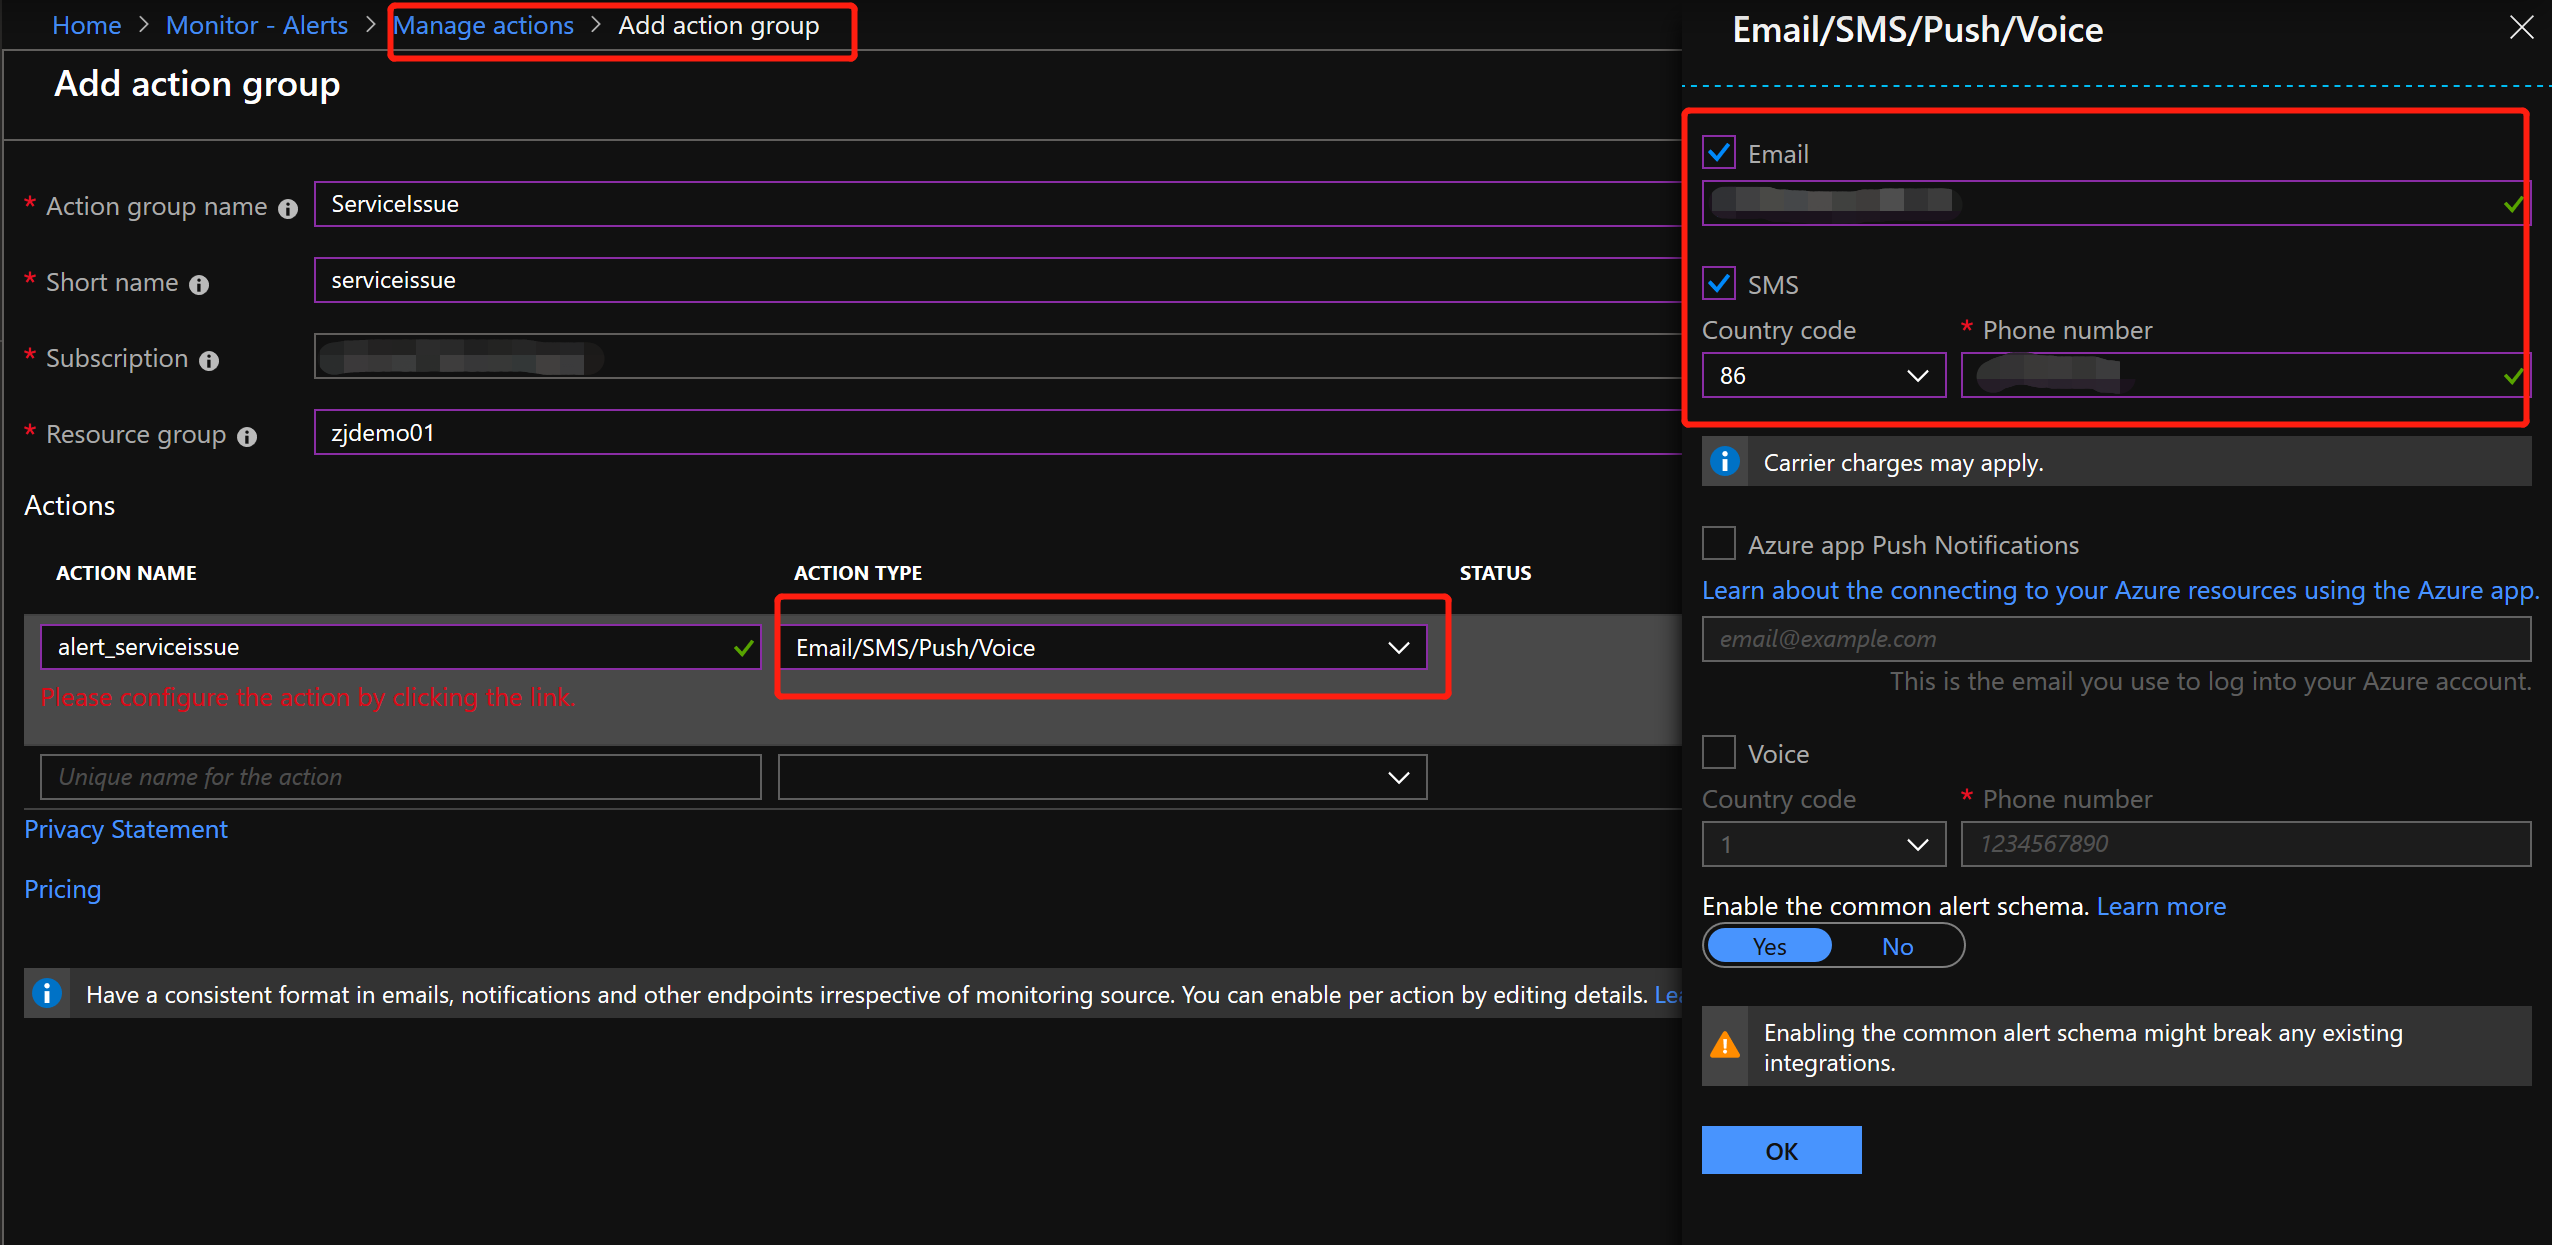 Home > Monitor - Alerts > Manage actions > Add action group
Add action group
* Action group name
ServiceIssue
* Short name
serviceissue
* Subscription
* Resource group
zjdemo01
Actions
ACTION NAME ACTION TYPE STATUS
alert_serviceissue Email/SMS/Push/Voice
Please configure the action by clicking the link.
Unique name for the action
Privacy Statement
Pricing
Have a consistent format in emails, notifications and other endpoints irrespective of monitoring source. You can enable per action by editing details.
Email/SMS/Push/Voice
Email
SMS
Country code * Phone number
86
Carrier charges may apply.
Azure app Push Notifications
Learn about the connecting to your Azure resources using the Azure app.
email@example.com
This is the email you use to log into your Azure account.
Voice
Country code * Phone number
1 1234567890
Enable the common alert schema. Learn more
Yes No
Enabling the common alert schema might break any existing
integrations.
OK